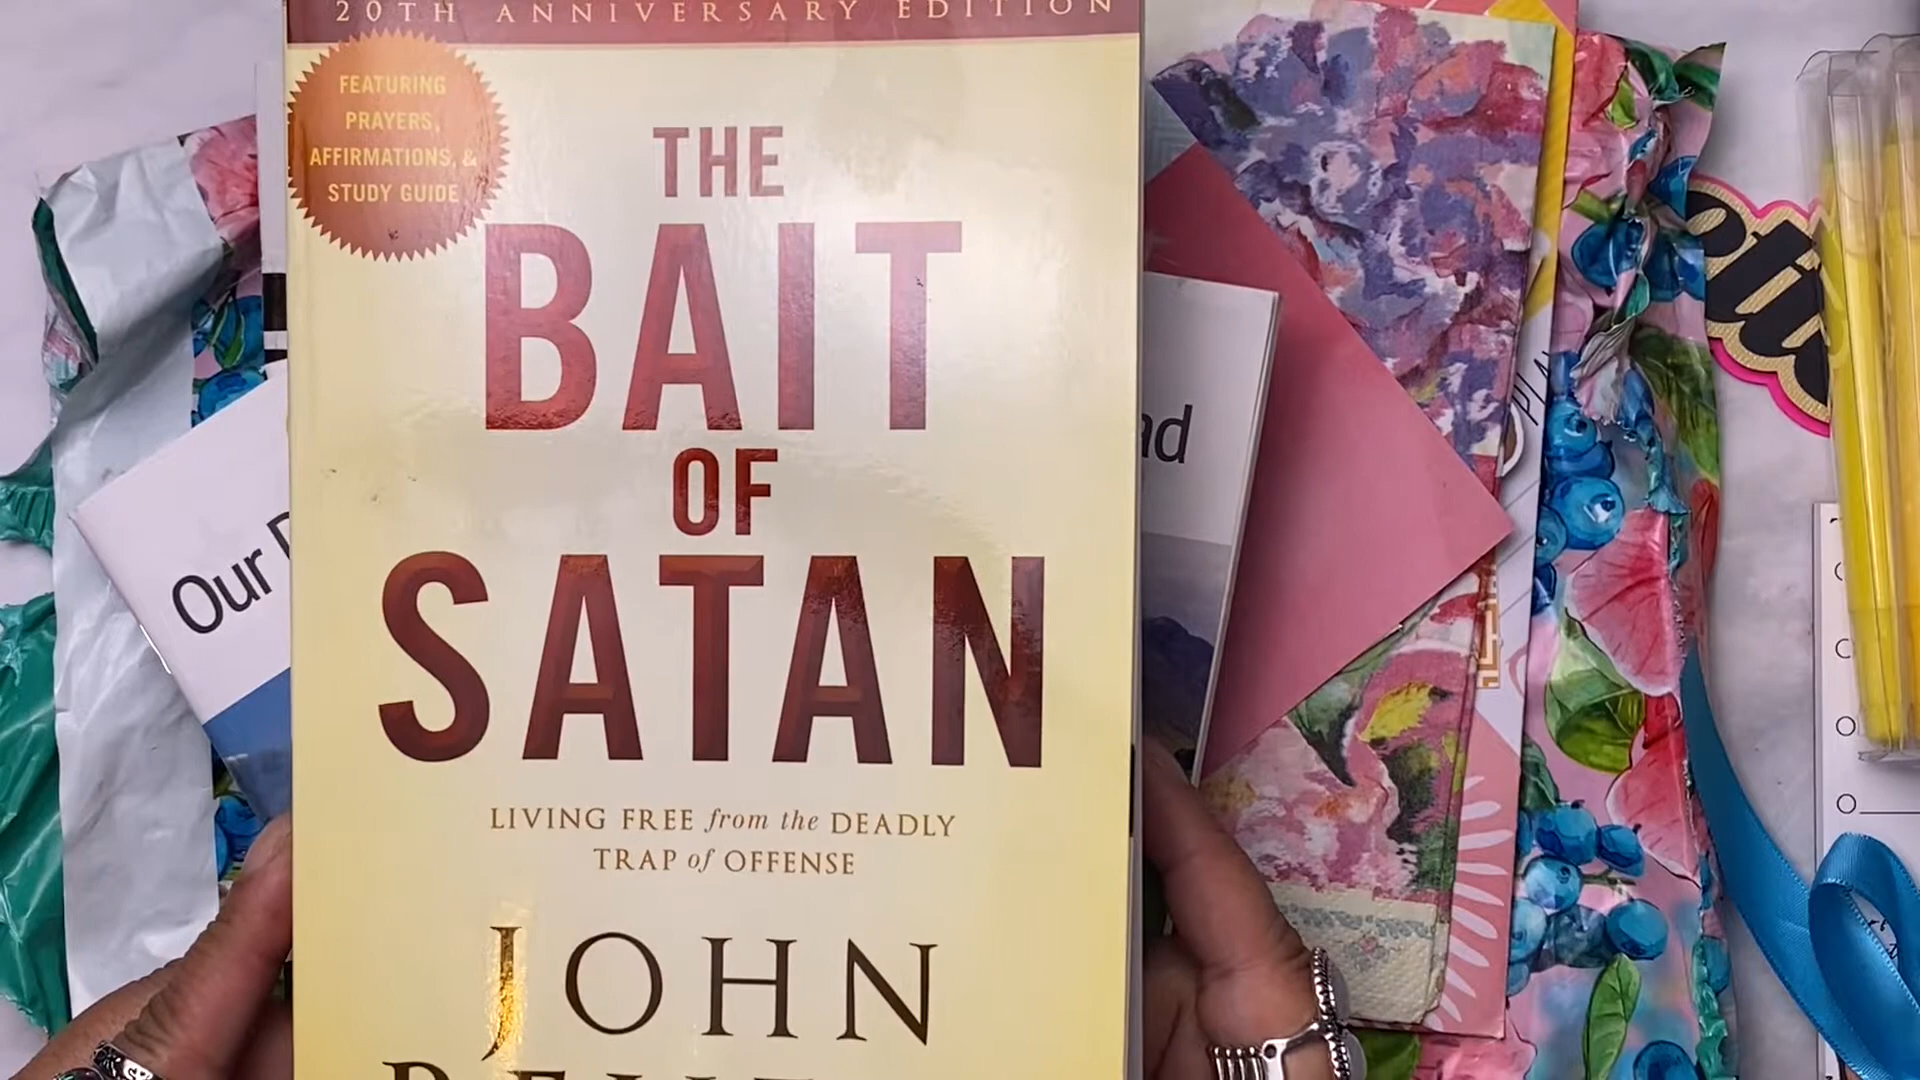 20TH ANNIVERSARY EDITION
FEATURING
PRAYERS,
AFFIRMATIONS, &
STUDY GUIDE
THE
BAIT
OF
SATAN
LIVING FREE from the DEADLY
TRAP of OFFENSE
JOHN
Our